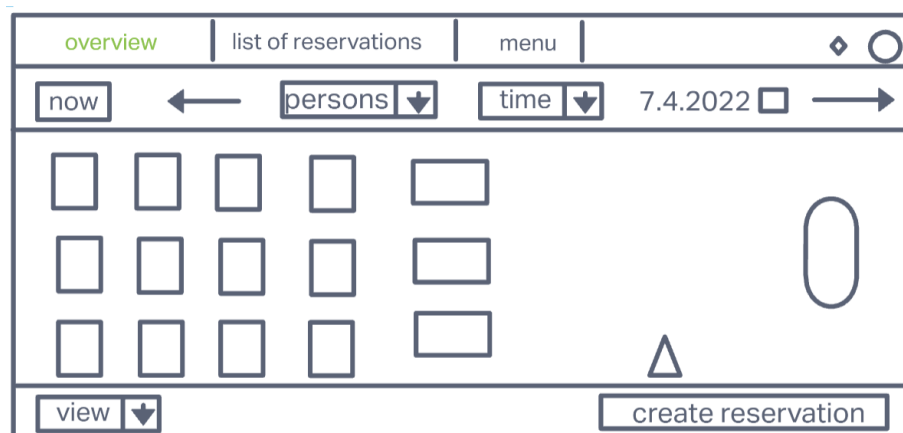 overview list of reservations menu
now persons time 7.4.2022
view create reservation